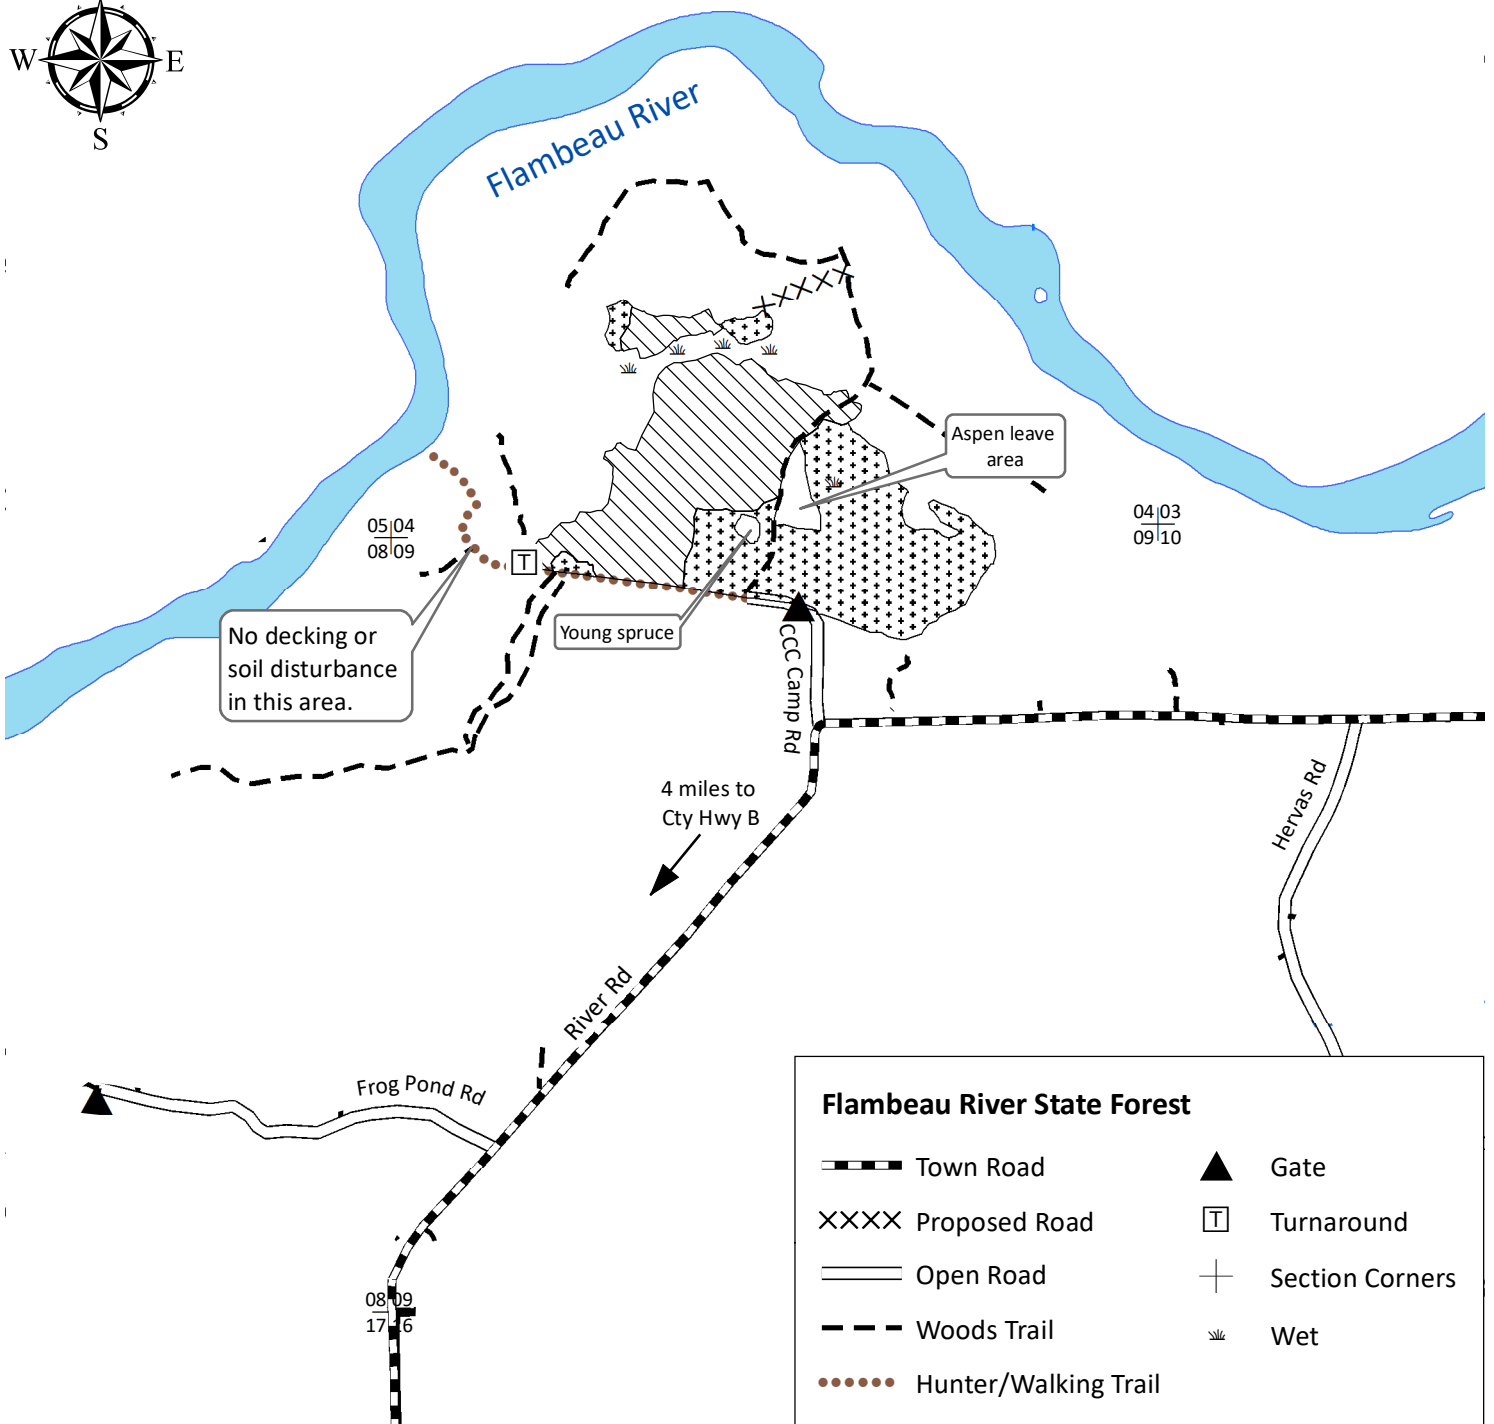 W E
S
Flambeau River
Aspen leave
area
05 04
08 09
04 03
09 10
T
Young spruce
No decking or
soil disturbance
in this area.
CCC Camp Rd
4 miles to
Cty Hwy B
Hervas Rd
River Rd
Frog Pond Rd
08 09
17 16
Flambeau River State Forest
Town Road
Gate
Proposed Road
T
Turnaround
Open Road
Section Corners
Woods Trail
Wet
Hunter/Walking Trail